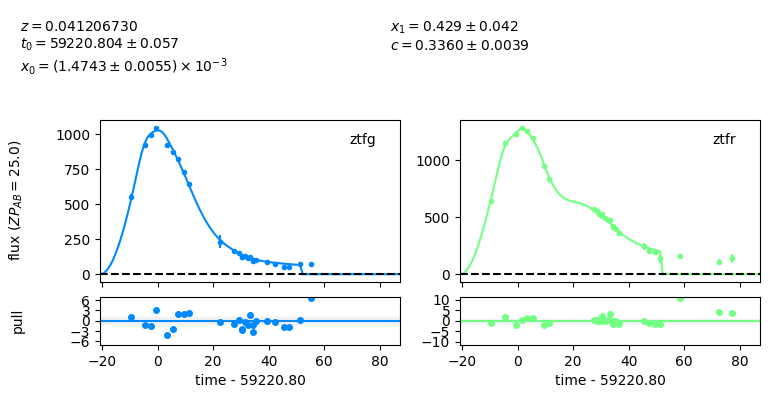 z = 0.041206730
t₀ = 59220.804 ± 0.057
x₀ = (1.4743 ± 0.0055) × 10⁻³
x₁ = 0.429 ± 0.042
c = 0.3360 ± 0.0039
flux (ZP_AB = 25.0)
1000
750
500
250
0
ztfg
1000
500
0
ztfr
pull
6
3
0
−3
−6
−20 0 20 40 60 80
time - 59220.80
10
5
0
−5
−10
−20 0 20 40 60 80
time - 59220.80